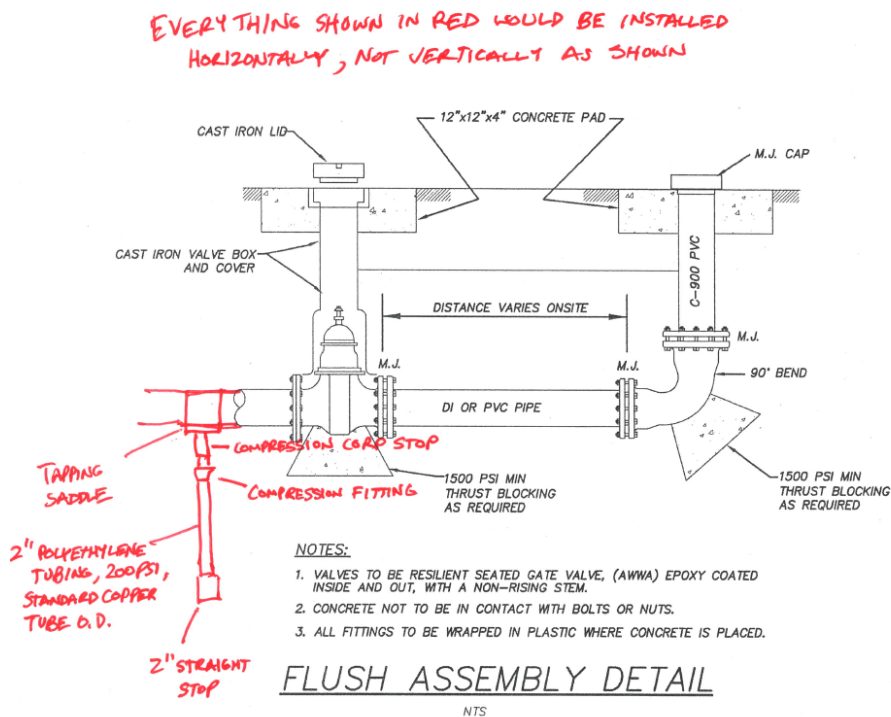 EVERYTHING SHOWN IN RED WOULD BE INSTALLED
HORIZONTALLY, NOT VERTICALLY AS SHOWN
12"x12"x4" CONCRETE PAD
CAST IRON LID
M.J. CAP
CAST IRON VALVE BOX
AND COVER
C-900 PVC
DISTANCE VARIES ONSITE
M.J.
M.J.
M.J.
90° BEND
DI OR PVC PIPE
COMPRESSION CORP STOP
TAPPING
SADDLE
COMPRESSION FITTING
1500 PSI MIN
THRUST BLOCKING
AS REQUIRED
1500 PSI MIN
THRUST BLOCKING
AS REQUIRED
2" POLYETHYLENE
TUBING, 200 PSI,
STANDARD COPPER
TUBE O.D.
2" STRAIGHT
STOP
NOTES:
1. VALVES TO BE RESILIENT SEATED GATE VALVE, (AWWA) EPOXY COATED
INSIDE AND OUT, WITH A NON-RISING STEM.
2. CONCRETE NOT TO BE IN CONTACT WITH BOLTS OR NUTS.
3. ALL FITTINGS TO BE WRAPPED IN PLASTIC WHERE CONCRETE IS PLACED.
FLUSH ASSEMBLY DETAIL
NTS